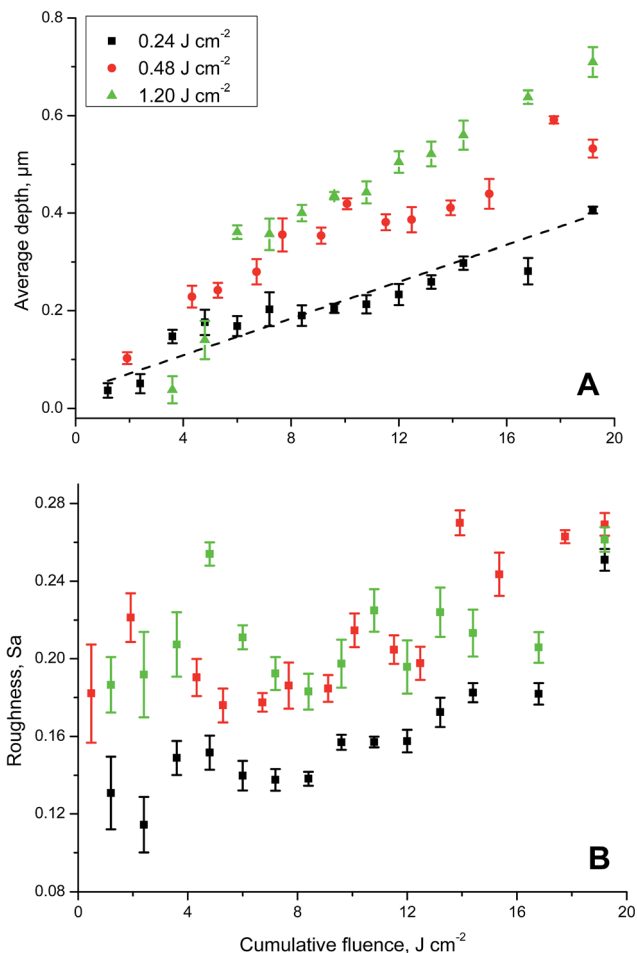 0.8
0.24 J cm-2
0.48 J cm-2
1.20 J cm-2
0.6
Average depth, μm
0.4
0.2
0.0
A
0 4 8 12 16 20
0.28
0.24
Roughness, Sa
0.20
0.16
0.12
0.08
B
0 4 8 12 16 20
Cumulative fluence, J cm-2